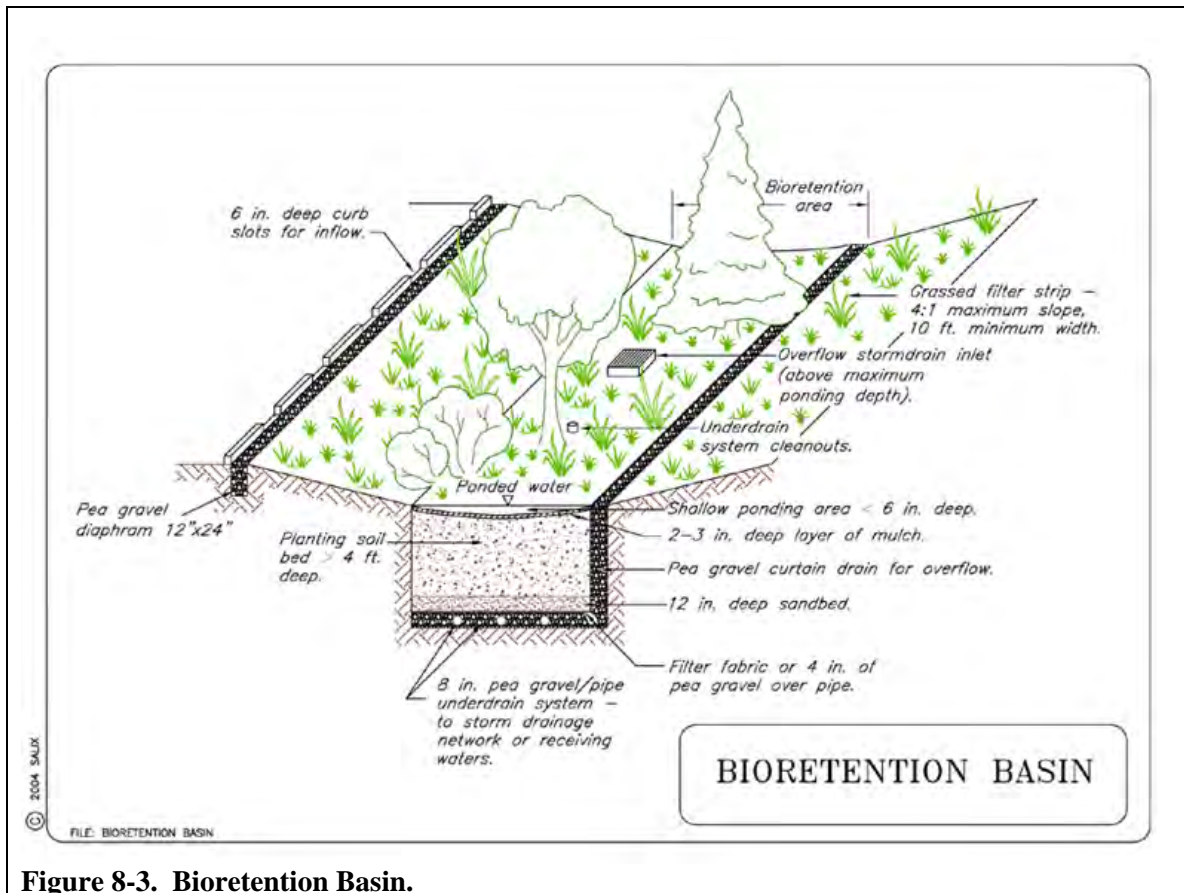 6 in. deep curb
slots for inflow.
Bioretention
area
Grassed filter strip –
4:1 maximum slope,
10 ft. minimum width.
Overflow stormdrain inlet
(above maximum
ponding depth).
Underdrain
system cleanouts.
Ponded water
Pea gravel
diaphram 12"x24"
Planting soil
bed > 4 ft.
deep.
Shallow ponding area < 6 in. deep.
2-3 in. deep layer of mulch.
Pea gravel curtain drain for overflow.
12 in. deep sandbed.
Filter fabric or 4 in. of
pea gravel over pipe.
8 in. pea gravel/pipe
underdrain system –
to storm drainage
network or receiving
waters.
BIORETENTION BASIN
© 2004 SALIX
FILE: BIORETENTION BASIN
Figure 8-3. Bioretention Basin.